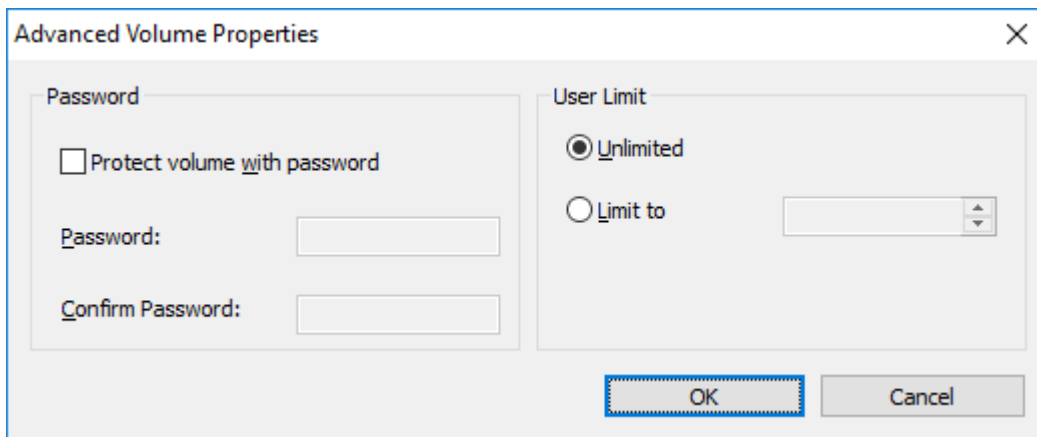 Advanced Volume Properties
Password
Protect volume with password
Password:
Confirm Password:
User Limit
Unlimited
Limit to
OK
Cancel